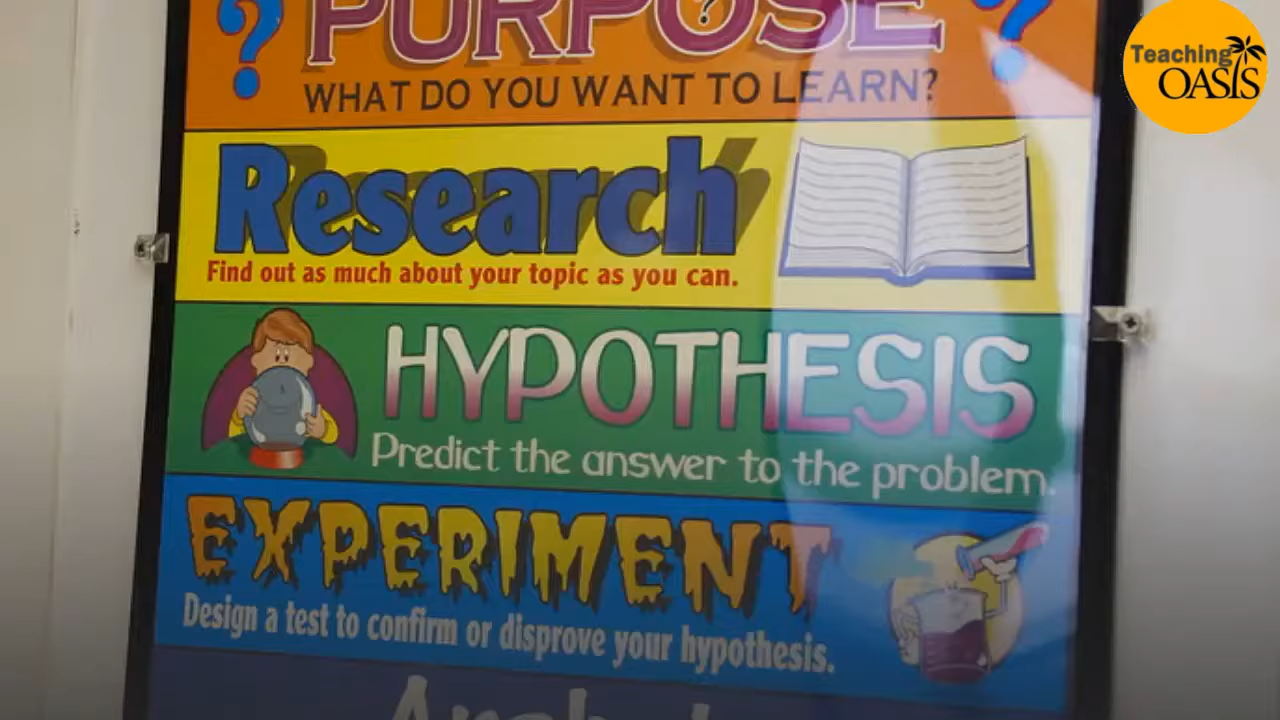 PURPOSE
WHAT DO YOU WANT TO LEARN?
Research
Find out as much about your topic as you can.
HYPOTHESIS
Predict the answer to the problem.
EXPERIMENT
Design a test to confirm or disprove your hypothesis.
Teaching
OASIS